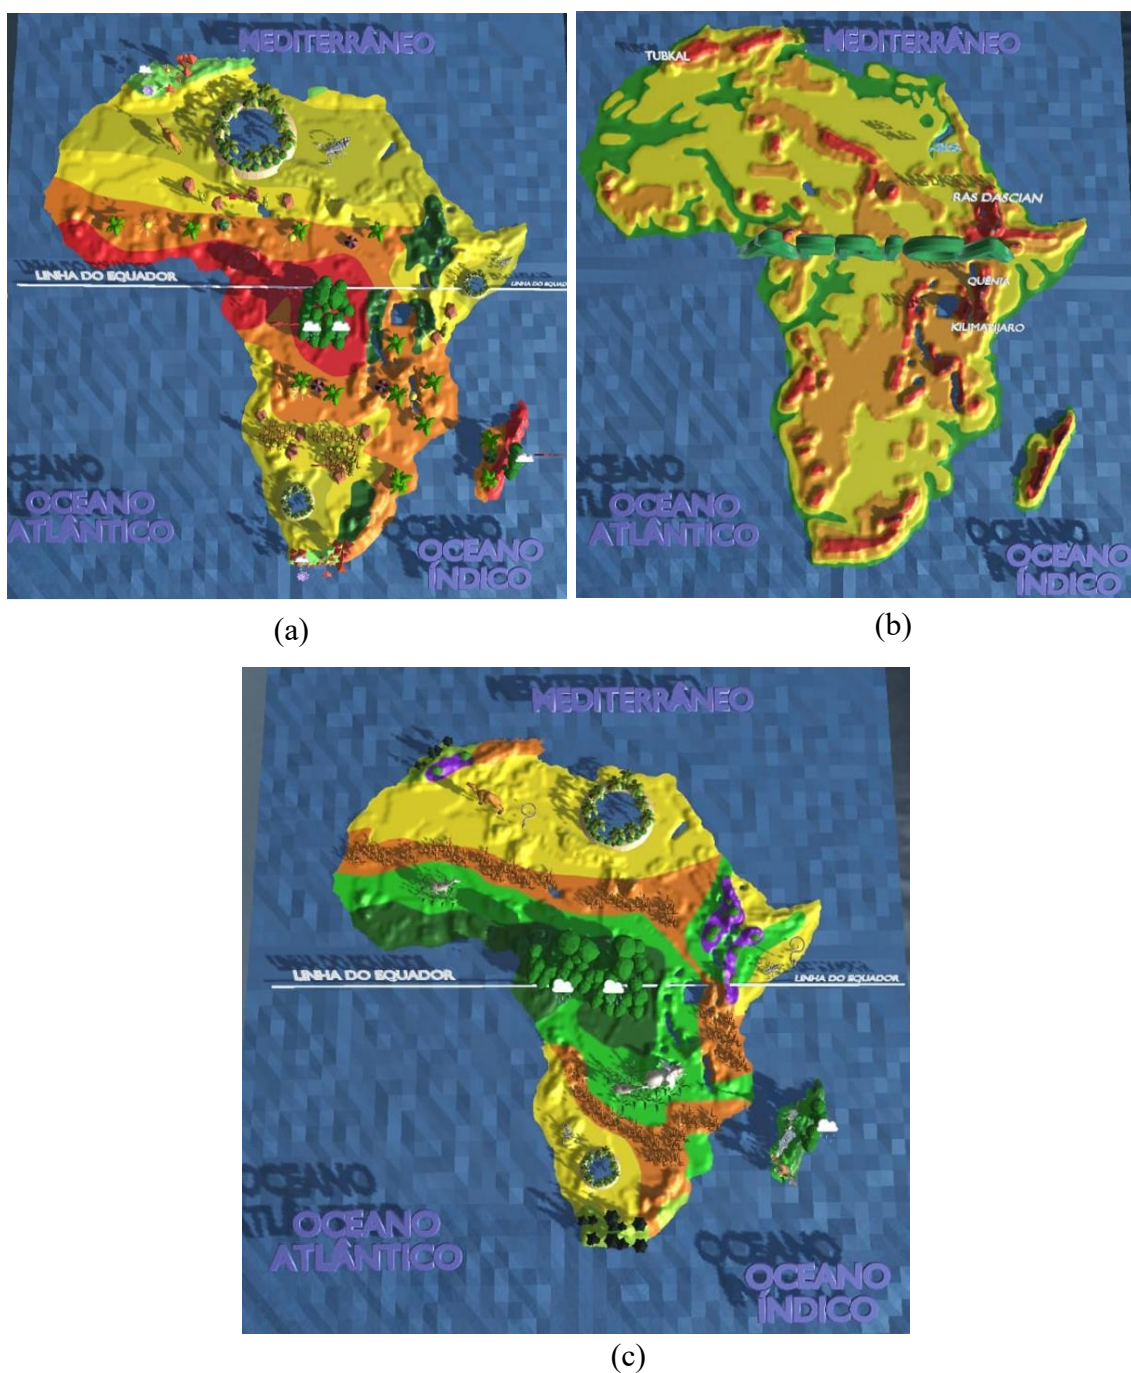 MEDITERRÂNEO
LINHA DO EQUADOR
LINHA DO EQUADOR
OCEANO
ATLÂNTICO
OCEANO
ÍNDICO
(a)
MEDITERRÂNEO
TUBKAL
RAS DASCIAN
QUÊNIA
KILIMANJARO
OCEANO
ATLÂNTICO
OCEANO
ÍNDICO
(b)
MEDITERRÂNEO
LINHA DO EQUADOR
LINHA DO EQUADOR
OCEANO
ATLÂNTICO
OCEANO
ÍNDICO
(c)